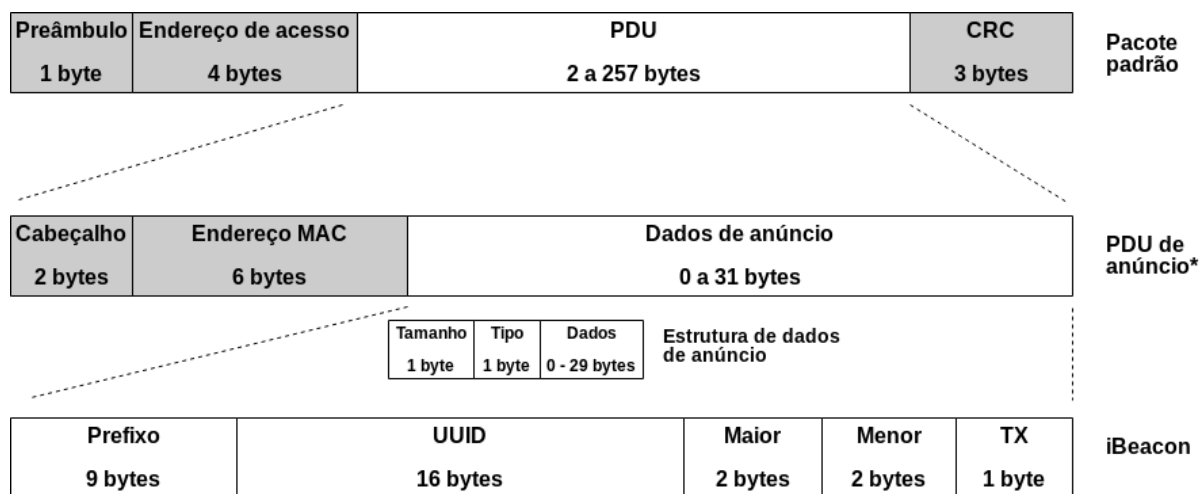 Preâmbulo Endereço de acesso PDU CRC
1 byte 4 bytes 2 a 257 bytes 3 bytes
Pacote
padrão
Cabeçalho Endereço MAC Dados de anúncio
2 bytes 6 bytes 0 a 31 bytes
PDU de
anúncio*
Tamanho Tipo Dados
1 byte 1 byte 0 - 29 bytes
Estrutura de dados
de anúncio
Prefixo UUID Maior Menor TX
9 bytes 16 bytes 2 bytes 2 bytes 1 byte
iBeacon